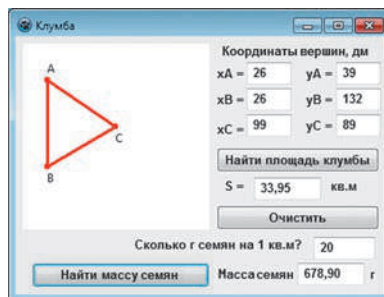 Клумба
Координаты вершин, дм
A
xA = 26 yA = 39
xB = 26 yB = 132
C
xC = 99 yC = 89
B
Найти площадь клумбы
S = 33,95 кв.м
Очистить
Сколько г семян на 1 кв.м? 20
Найти массу семян Масса семян 678,90 г